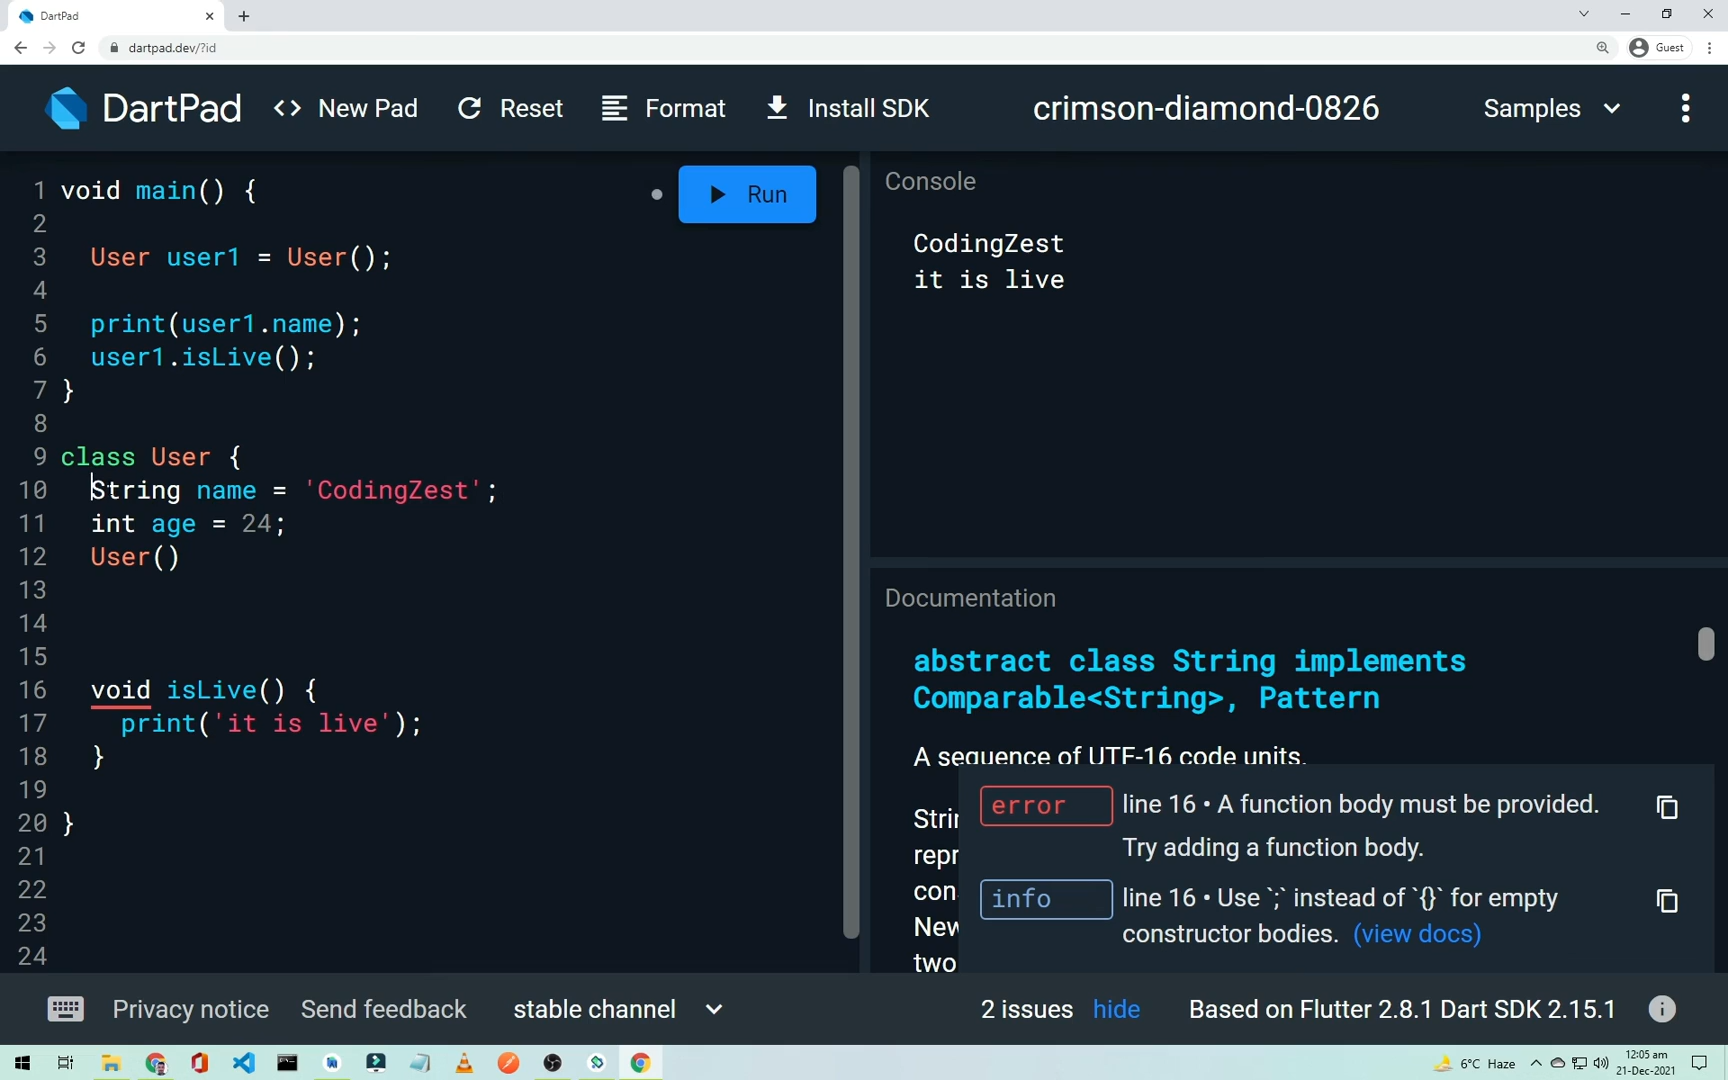 DartPad
dartpad.dev/?id
Guest
DartPad
<> New Pad
Reset
Format
Install SDK
crimson-diamond-0826
Samples
1 void main() {
2
3 User user1 = User();
4
5 print(user1.name);
6 user1.isLive();
7 }
8
9 class User {
10 String name = 'CodingZest';
11 int age = 24;
12 User()
13
14
15
16 void isLive() {
17 print('it is live');
18 }
19
20 }
21
22
23
24
Run
Console
CodingZest
it is live
Documentation
abstract class String implements
Comparable<String>, Pattern
A sequence of UTF-16 code units.
error line 16 • A function body must be provided.
Try adding a function body.
info line 16 • Use `;` instead of `{}` for empty
constructor bodies. (view docs)
two
Privacy notice
Send feedback
stable channel
2 issues
hide
Based on Flutter 2.8.1 Dart SDK 2.15.1
6°C Haze
12:05 am
21-Dec-2021